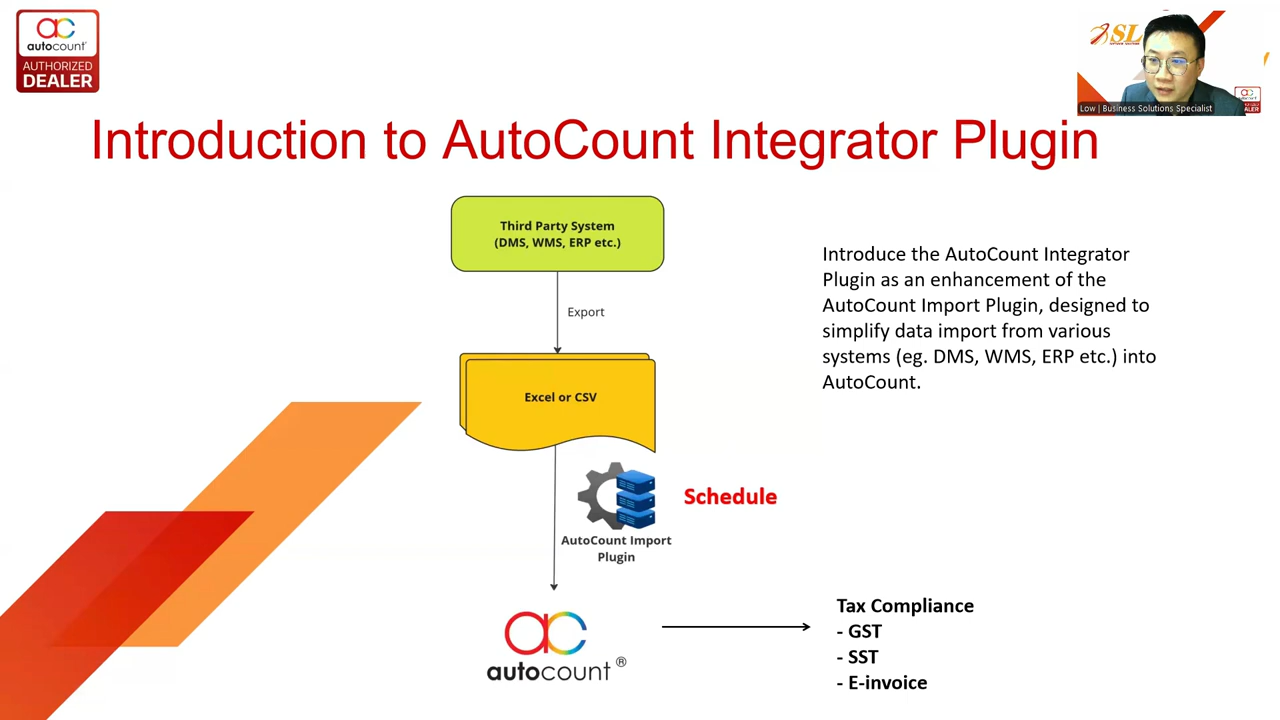 autocount
AUTHORIZED
DEALER
SL
Low | Business Solutions Specialist
Introduction to AutoCount Integrator Plugin
Third Party System
(DMS, WMS, ERP etc.)
Export
Excel or CSV
Introduce the AutoCount Integrator
Plugin as an enhancement of the
AutoCount Import Plugin, designed to
simplify data import from various
systems (eg. DMS, WMS, ERP etc.) into
AutoCount.
Schedule
AutoCount Import
Plugin
autocount®
Tax Compliance
- GST
- SST
- E-invoice